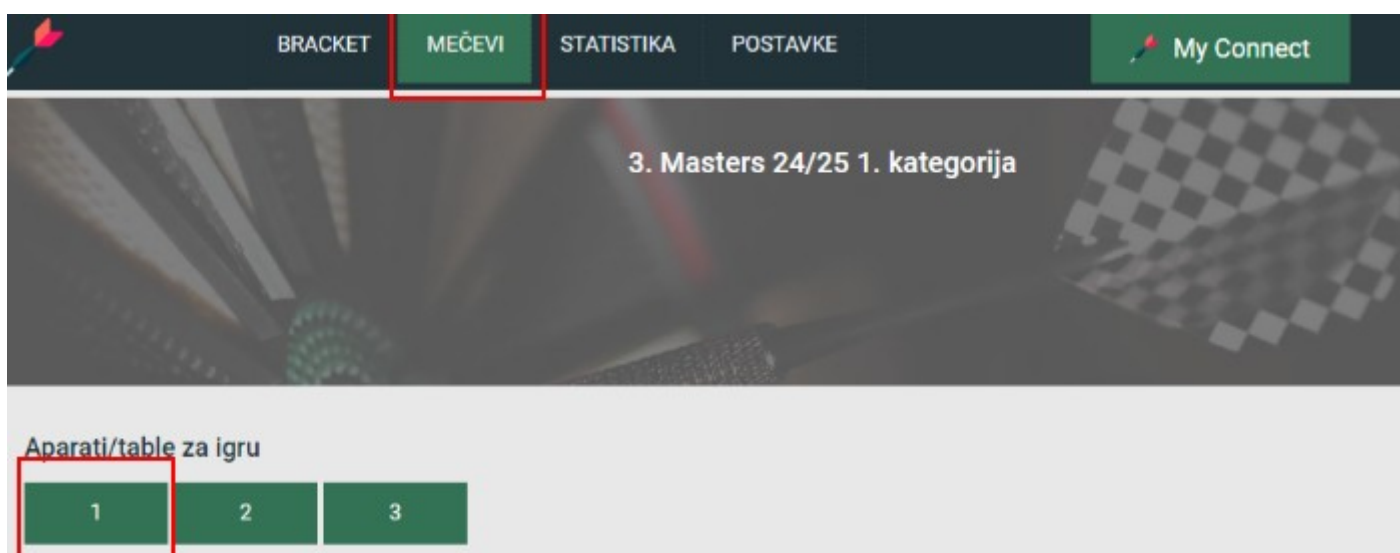 BRACKET MEČEVI STATISTIKA POSTAVKE My Connect
3. Masters 24/25 1. kategorija
Aparati/table za igru
1 2 3